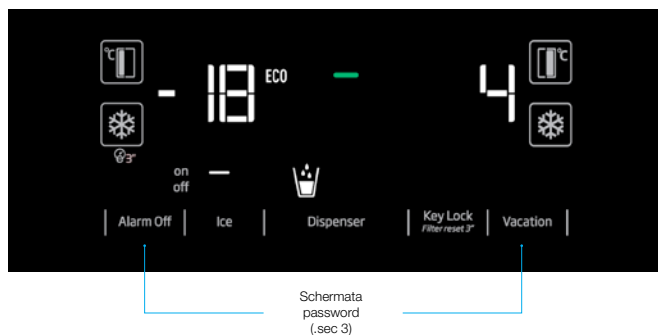 °C °C
- 18 ECO 4
3"
on
off
Alarm Off Ice Dispenser Key Lock Vacation
Filter reset 3"
Schermata
password
(.sec 3)